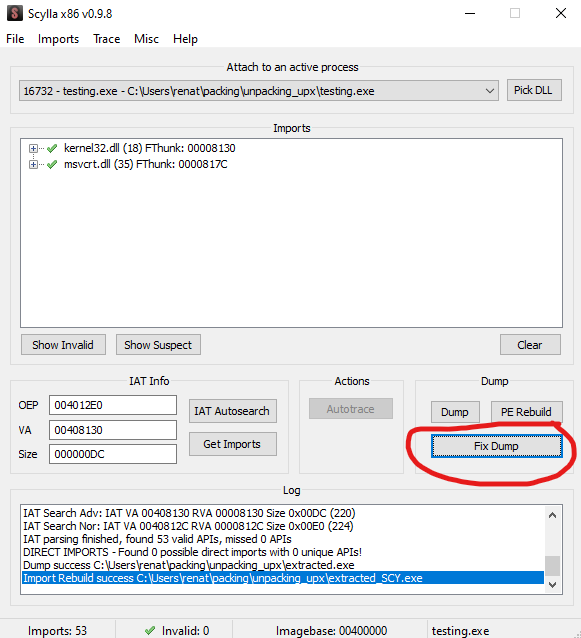 Scylla x86 v0.9.8
File Imports Trace Misc Help
Attach to an active process
16732 - testing.exe - C:\Users\renat\packing\unpacking_upx\testing.exe
Pick DLL
Imports
kernel32.dll (18) FThunk: 00008130
msvcrt.dll (35) FThunk: 0000817C
Show Invalid
Show Suspect
Clear
IAT Info
OEP 004012E0
VA 00408130
Size 000000DC
IAT Autosearch
Get Imports
Actions
Autotrace
Dump
Dump
PE Rebuild
Fix Dump
Log
IAT Search Adv: IAT VA 00408130 RVA 00008130 Size 0x00DC (220)
IAT Search Nor: IAT VA 0040812C RVA 0000812C Size 0x00E0 (224)
IAT parsing finished, found 53 valid APIs, missed 0 APIs
DIRECT IMPORTS - Found 0 possible direct imports with 0 unique APIs!
Dump success C:\Users\renat\packing\unpacking_upx\extracted.exe
Import Rebuild success C:\Users\renat\packing\unpacking_upx\extracted_SCY.exe
Imports: 53
Invalid: 0
Imagebase: 00400000
testing.exe